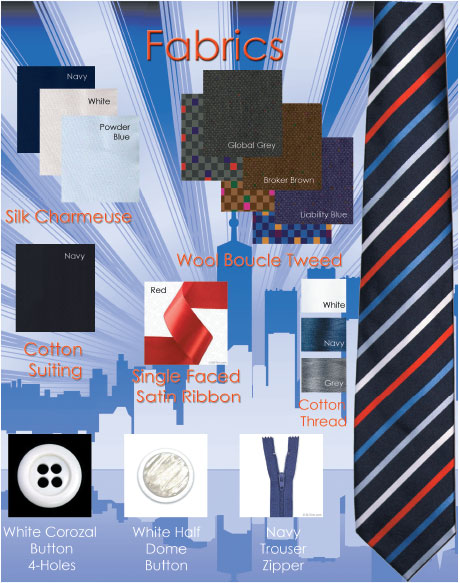 Fabrics
Navy
White
Powder
Blue
Silk Charmeuse
Global Grey
Broker Brown
Liability Blue
Wool Boucle Tweed
Navy
Cotton
Suiting
Red
Single Faced
Satin Ribbon
White
Navy
Grey
Cotton
Thread
White Corozal
Button
4-Holes
White Half
Dome
Button
Navy
Trouser
Zipper